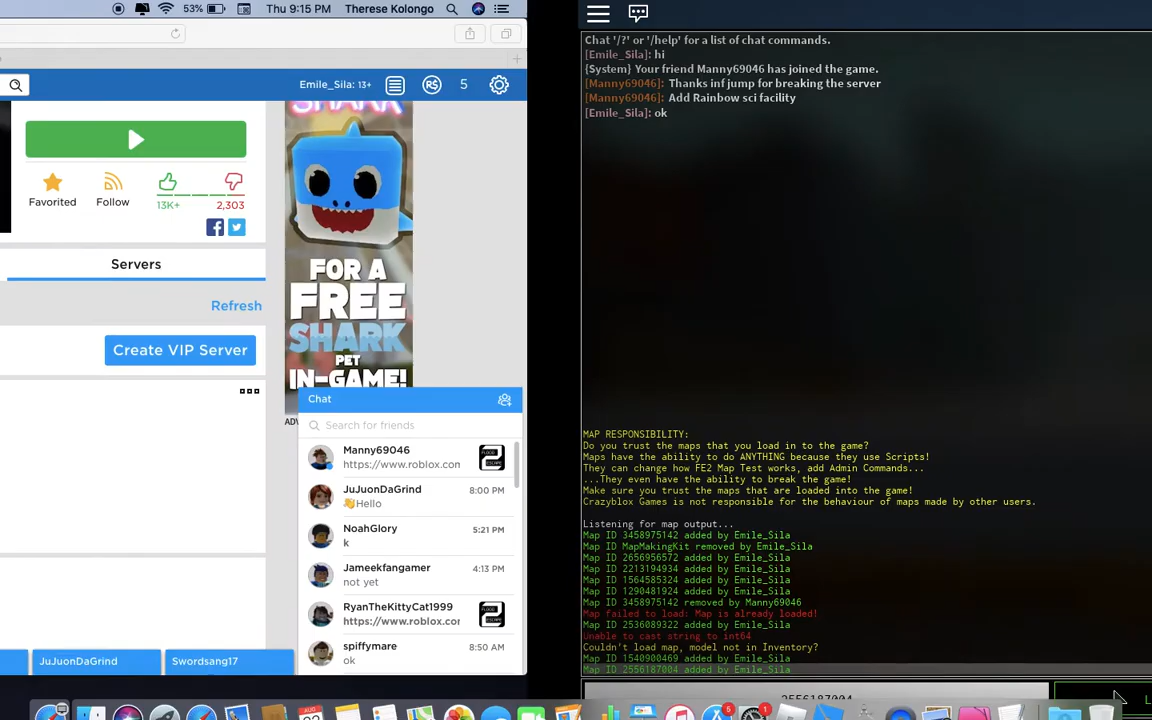 53% Thu 9:15 PM Therese Kolongo
Emile_Sila: 13+ R$ 5
Favorited Follow 13K+ 2,303
Servers
Refresh
Create VIP Server
SHARK
FOR A
FREE
SHARK
PET
IN-GAME!
Chat
Search for friends
Manny69046
https://www.roblox.com
JuJuonDaGrind 8:00 PM
👋Hello
NoahGlory 5:21 PM
k
Jameekfangamer 4:13 PM
not yet
RyanTheKittyCat1999
https://www.roblox.com
spiffymare 8:50 AM
ok
JuJuonDaGrind Swordsang17
Chat '/?' or '/help' for a list of chat commands.
[Emile_Sila]: hi
{System} Your friend Manny69046 has joined the game.
[Manny69046]: Thanks inf jump for breaking the server
[Manny69046]: Add Rainbow sci facility
[Emile_Sila]: ok
MAP RESPONSIBILITY:
Do you trust the maps that you load in to the game?
Maps have the ability to do ANYTHING because they use Scripts!
They can change how FE2 Map Test works, add Admin Commands...
...They even have the ability to break the game!
Make sure you trust the maps that are loaded into the game!
Crazyblox Games is not responsible for the behaviour of maps made by other users.
Listening for map output...
Map ID 3458975142 added by Emile_Sila
Map ID MapMakingKit removed by Emile_Sila
Map ID 2656956572 added by Emile_Sila
Map ID 2213194934 added by Emile_Sila
Map ID 1564585324 added by Emile_Sila
Map ID 1290481924 added by Emile_Sila
Map ID 3458975142 removed by Manny69046
Map failed to load: Map is already loaded!
Map ID 2536089322 added by Emile_Sila
Unable to cast string to int64
Couldn't load map, model not in Inventory?
Map ID 1540900469 added by Emile_Sila
Map ID 2556187004 added by Emile_Sila
2556187004